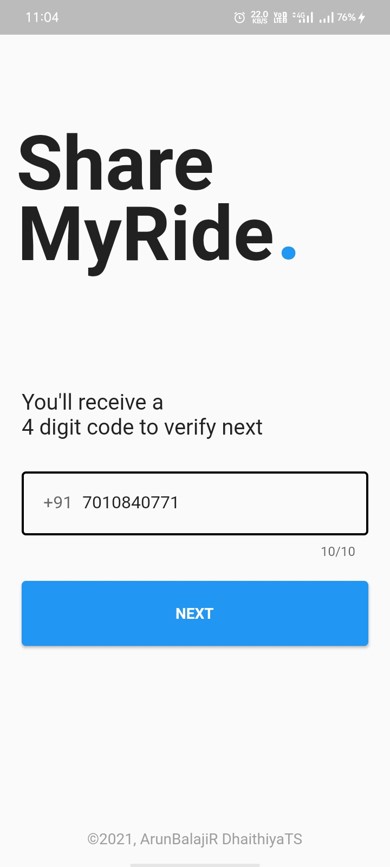 11:04 22.0 KB/S Vo LTE 4G 76%
Share
MyRide.
You'll receive a
4 digit code to verify next
+91 7010840771
10/10
NEXT
©2021, ArunBalajiR DhaithiyaTS